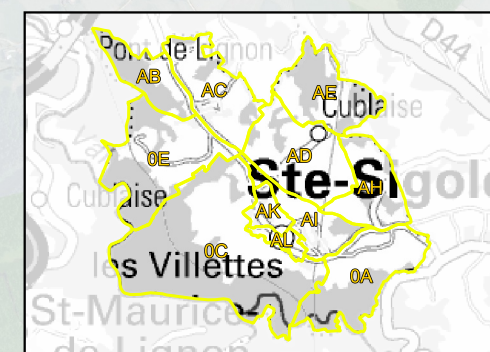 D44
Pont de Lignon
AB
AC
AE
Cublaise
0E
AD
Ste-Sigol
AH
Cublaise
AK
AI
AL
0C
les Villettes
0A
St-Maurice-
de Lignon